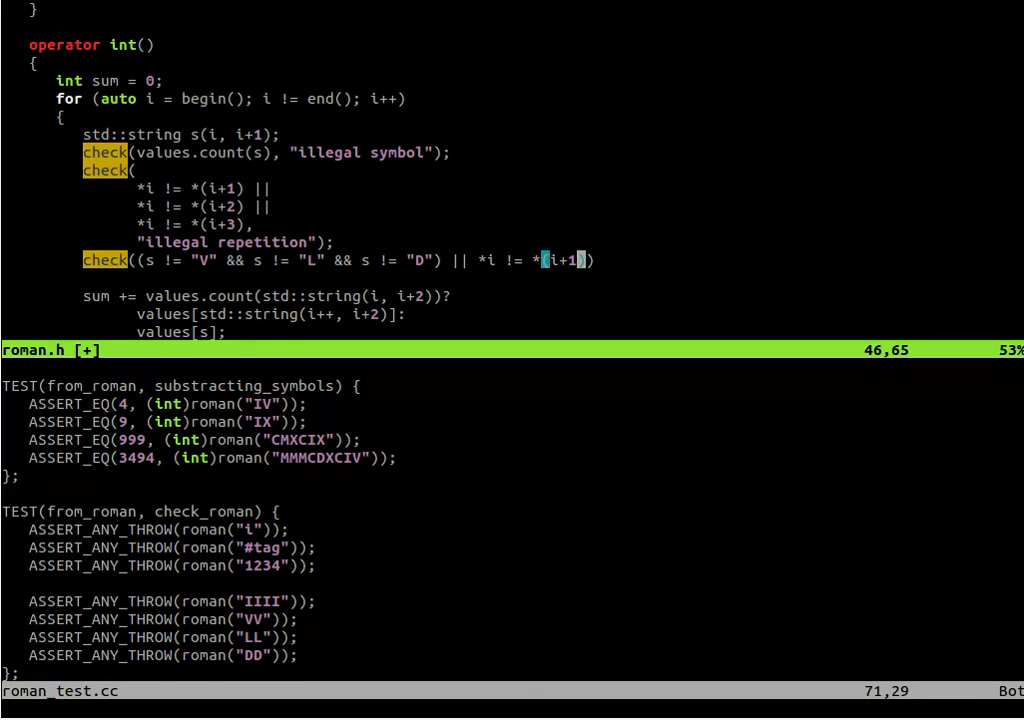 }
operator int()
{
int sum = 0;
for (auto i = begin(); i != end(); i++)
{
std::string s(i, i+1);
check(values.count(s), "illegal symbol");
check(
*i != *(i+1) ||
*i != *(i+2) ||
*i != *(i+3),
"illegal repetition");
check((s != "V" && s != "L" && s != "D") || *i != *(i+1))
sum += values.count(std::string(i, i+2))?
values[std::string(i++, i+2)]:
values[s];
roman.h [+] 46,65 53%
TEST(from_roman, substracting_symbols) {
ASSERT_EQ(4, (int)roman("IV"));
ASSERT_EQ(9, (int)roman("IX"));
ASSERT_EQ(999, (int)roman("CMXCIX"));
ASSERT_EQ(3494, (int)roman("MMMCDXCIV"));
};
TEST(from_roman, check_roman) {
ASSERT_ANY_THROW(roman("i"));
ASSERT_ANY_THROW(roman("#tag"));
ASSERT_ANY_THROW(roman("1234"));
ASSERT_ANY_THROW(roman("IIII"));
ASSERT_ANY_THROW(roman("VV"));
ASSERT_ANY_THROW(roman("LL"));
ASSERT_ANY_THROW(roman("DD"));
};
roman_test.cc 71,29 Bot